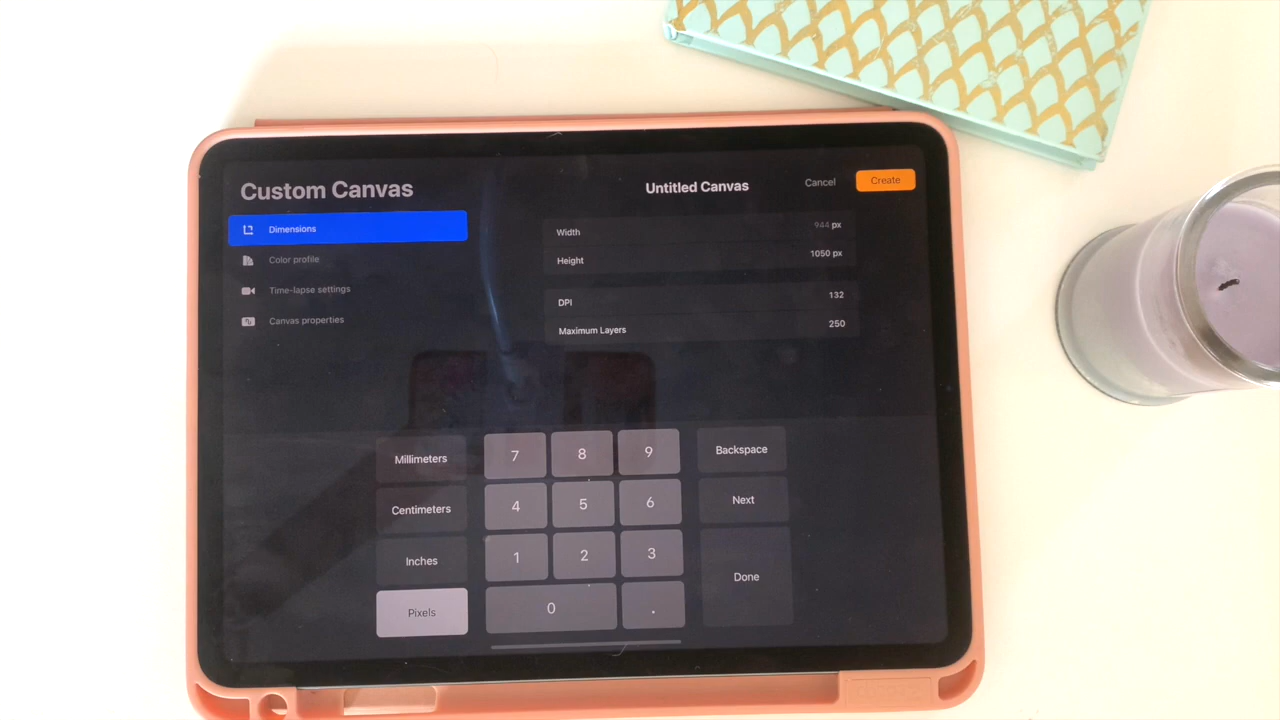 Custom Canvas
Untitled Canvas
Cancel
Create
Dimensions
Color profile
Time-lapse settings
Canvas properties
Width 944 px
Height 1050 px
DPI 132
Maximum Layers 250
Millimeters 7 8 9 Backspace
Centimeters 4 5 6 Next
Inches 1 2 3 Done
Pixels 0 .